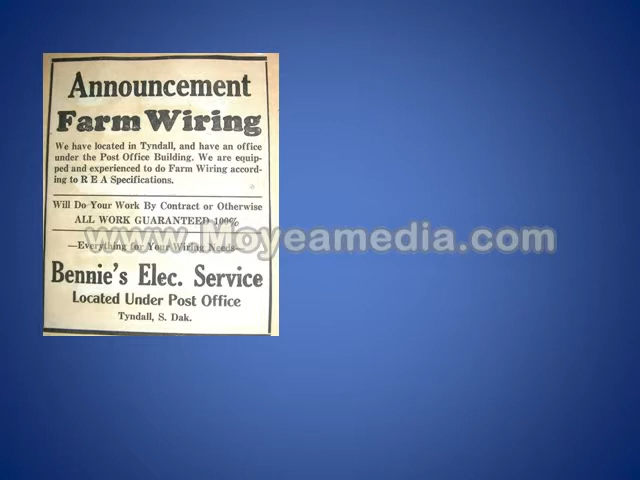 Announcement
Farm Wiring
We have located in Tyndall, and have an office
under the Post Office Building. We are equip-
ped and experienced to do Farm Wiring accord-
ing to R E A Specifications.
Will Do Your Work By Contract or Otherwise
ALL WORK GUARANTEED 100%
www.Moyeamedia.com
—Everything for Your Wiring Needs—
Bennie's Elec. Service
Located Under Post Office
Tyndall, S. Dak.